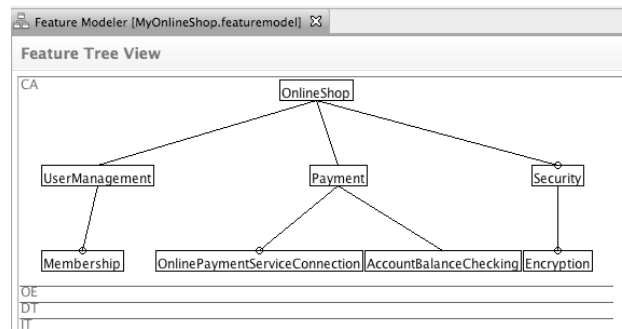 Feature Modeler [MyOnlineShop.featuremodel]
Feature Tree View
CA
OnlineShop
UserManagement Payment Security
Membership OnlinePaymentServiceConnection AccountBalanceChecking Encryption
OE
DT
IT